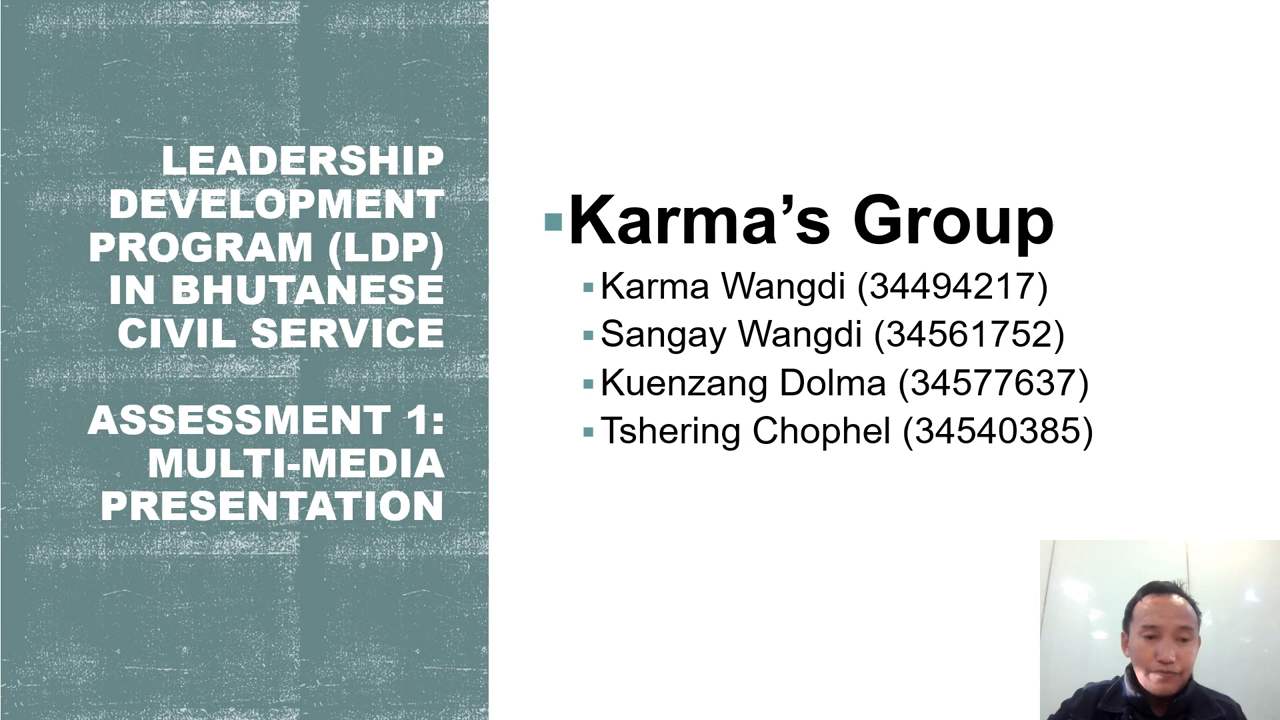 LEADERSHIP
DEVELOPMENT
PROGRAM (LDP)
IN BHUTANESE
CIVIL SERVICE
ASSESSMENT 1:
MULTI-MEDIA
PRESENTATION
Karma’s Group
Karma Wangdi (34494217)
Sangay Wangdi (34561752)
Kuenzang Dolma (34577637)
Tshering Chophel (34540385)